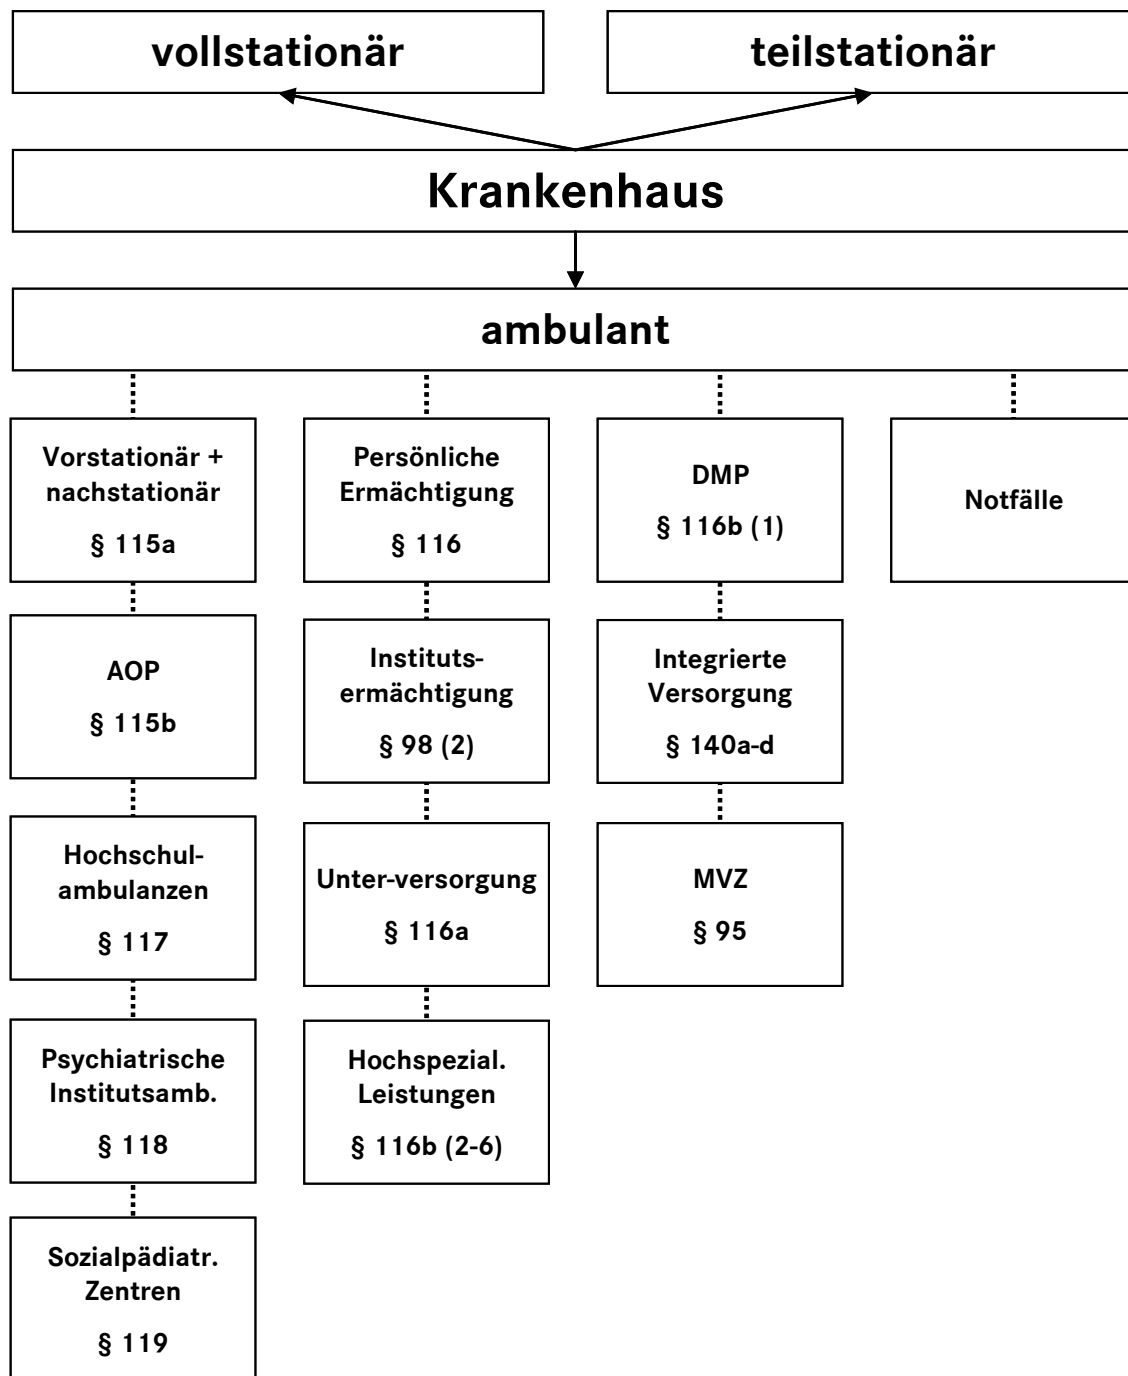 vollstationär
teilstationär
Krankenhaus
ambulant
Vorstationär +
nachstationär
§ 115a
Persönliche
Ermächtigung
§ 116
DMP
§ 116b (1)
Notfälle
AOP
§ 115b
Instituts-
ermächtigung
§ 98 (2)
Integrierte
Versorgung
§ 140a-d
Hochschul-
ambulanzen
§ 117
Unter-versorgung
§ 116a
MVZ
§ 95
Psychiatrische
Institutsamb.
§ 118
Hochspezial.
Leistungen
§ 116b (2-6)
Sozialpädiatr.
Zentren
§ 119